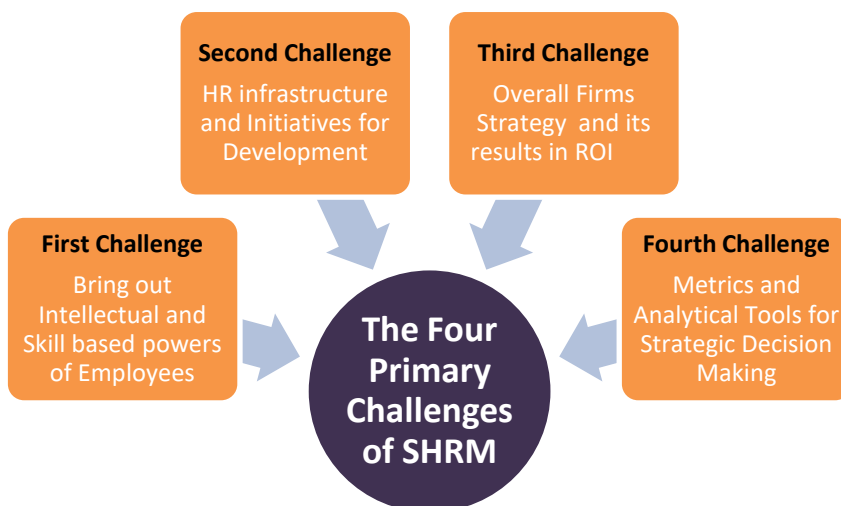 Second Challenge
HR infrastructure
and Initiatives for
Development
Third Challenge
Overall Firms
Strategy and its
results in ROI
First Challenge
Bring out
Intellectual and
Skill based powers
of Employees
Fourth Challenge
Metrics and
Analytical Tools for
Strategic Decision
Making
The Four
Primary
Challenges
of SHRM